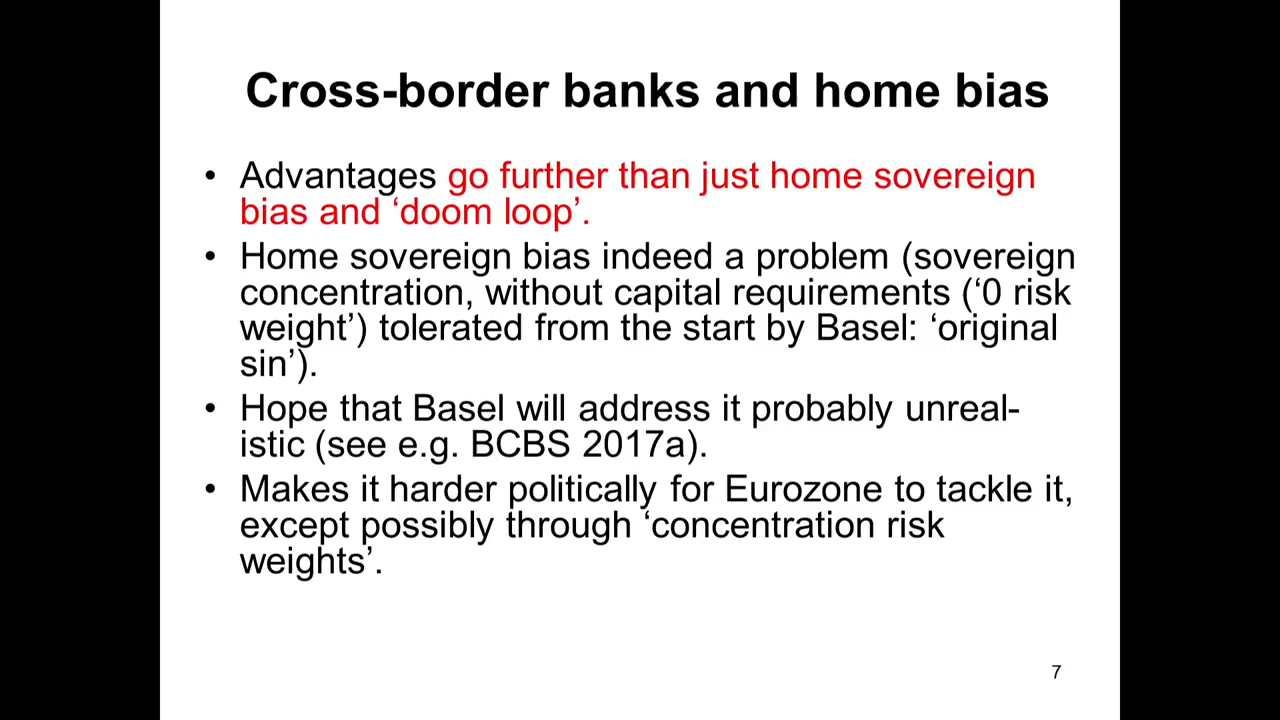 Cross-border banks and home bias
• Advantages go further than just home sovereign
bias and ‘doom loop’.
• Home sovereign bias indeed a problem (sovereign
concentration, without capital requirements (‘0 risk
weight’) tolerated from the start by Basel: ‘original
sin’).
• Hope that Basel will address it probably unreal-
istic (see e.g. BCBS 2017a).
• Makes it harder politically for Eurozone to tackle it,
except possibly through ‘concentration risk
weights’.
7